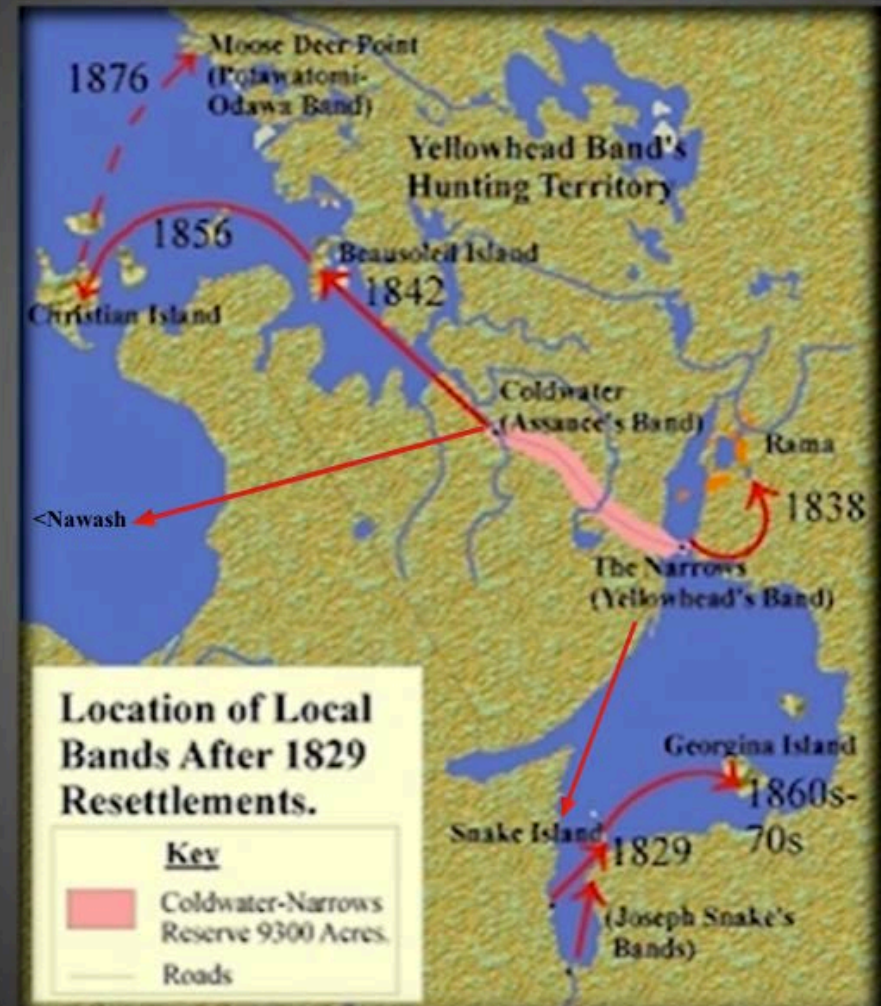 Moose Deer Point
1876
(Potawatomi-
Odawa Band)
Yellowhead Band's
Hunting Territory
1856
Beausoleil Island
1842
Christian Island
Coldwater
(Assance's Band)
Rama
1838
<Nawash
The Narrows
(Yellowhead's Band)
Georgina Island
1860s-
70s
Snake Island
1829
(Joseph Snake's
Bands)
Location of Local
Bands After 1829
Resettlements.
Key
Coldwater-Narrows
Reserve 9300 Acres.
Roads